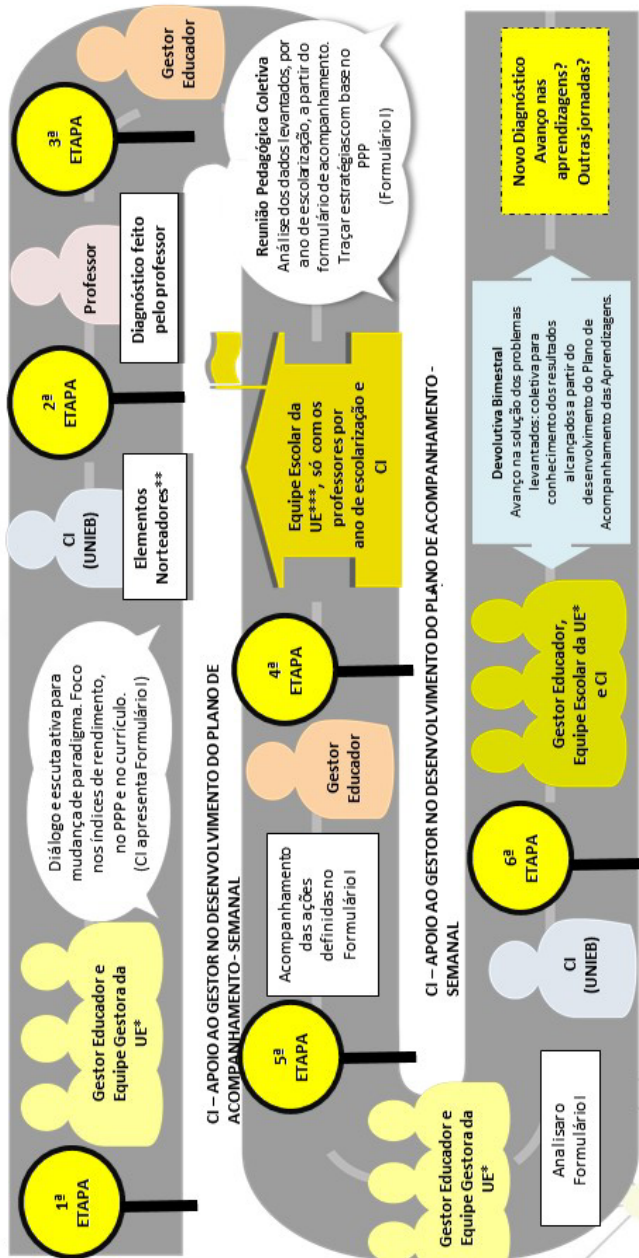 1ª
ETAPA
Gestor Educador e
Equipe Gestora da
UE*
Diálogo e escuta ativa para
mudança de paradigma. Foco
nos índices de rendimento,
no PPP e no currículo.
(CI apresenta Formulário I)
CI
(UNIEB)
Elementos
Norteadores**
2ª
ETAPA
Professor
Diagnóstico feito
pelo professor
3ª
ETAPA
Gestor
Educador
Reunião Pedagógica Coletiva
Análise dos dados levantados, por
ano de escolarização, a partir do
formulário de acompanhamento.
Traçar estratégias com base no
PPP
(Formulário I)
CI – APOIO AO GESTOR NO DESENVOLVIMENTO DO PLANO DE
ACOMPANHAMENTO - SEMANAL
Equipe Escolar da
UE***, só com os
professores por
ano de escolarização e
CI
4ª
ETAPA
Gestor
Educador
Acompanhamento
das ações
definidas no
Formulário I
5ª
ETAPA
CI – APOIO AO GESTOR NO DESENVOLVIMENTO DO PLANO DE ACOMPANHAMENTO -
SEMANAL
Gestor Educador e
Equipe Gestora da
UE*
Analisar o
Formulário I
CI
(UNIEB)
6ª
ETAPA
Gestor Educador,
Equipe Escolar da UE*
e CI
Devolutiva Bimestral
Avanço na solução dos problemas
levantados: coletiva para
conhecimento dos resultados
alcançados a partir do
desenvolvimento do Plano de
Acompanhamento das Aprendizagens.
Novo Diagnóstico
Avanço nas
aprendizagens?
Outras jornadas?